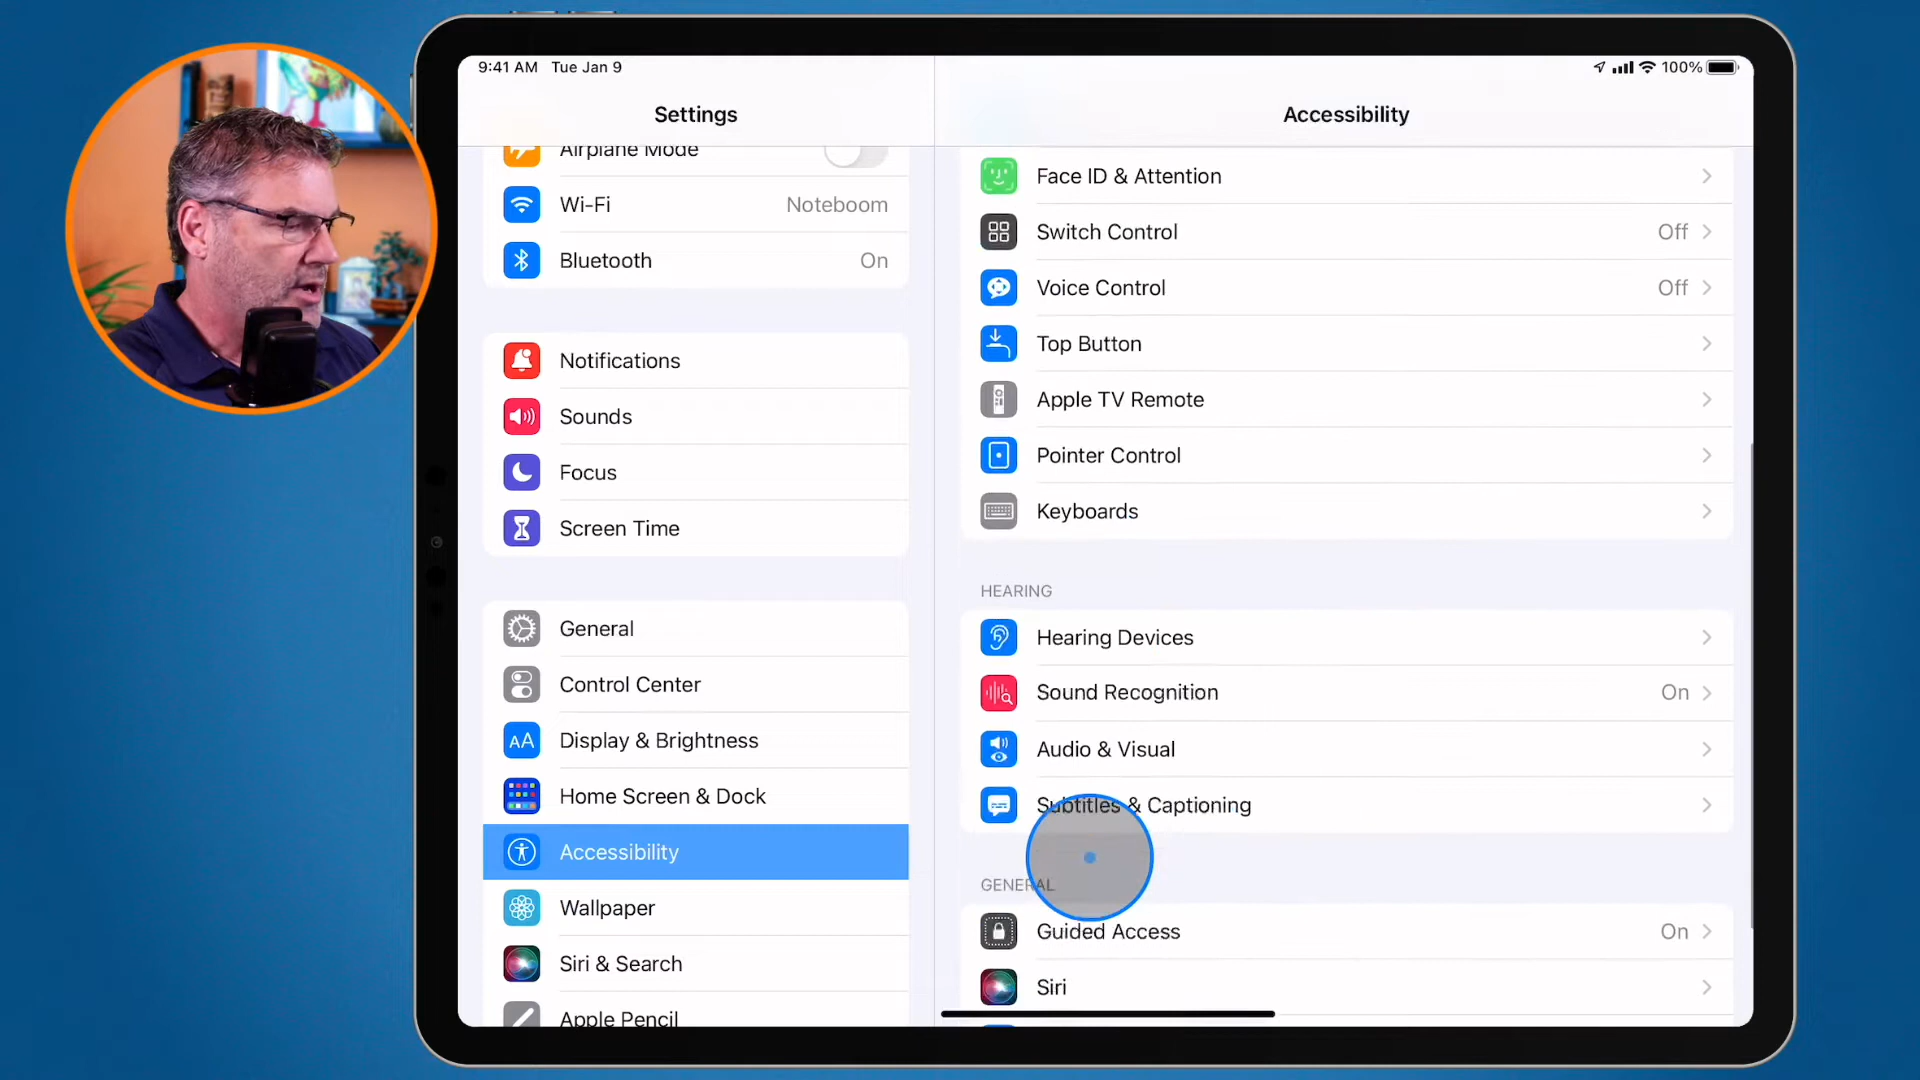 9:41 AM Tue Jan 9
100%
Settings
Airplane Mode
Wi-Fi Noteboom
Bluetooth On
Notifications
Sounds
Focus
Screen Time
General
Control Center
AA Display & Brightness
Home Screen & Dock
Accessibility
Wallpaper
Siri & Search
Apple Pencil
Accessibility
Face ID & Attention
Switch Control Off
Voice Control Off
Top Button
Apple TV Remote
Pointer Control
Keyboards
HEARING
Hearing Devices
Sound Recognition On
Audio & Visual
Subtitles & Captioning
GENERAL
Guided Access On
Siri